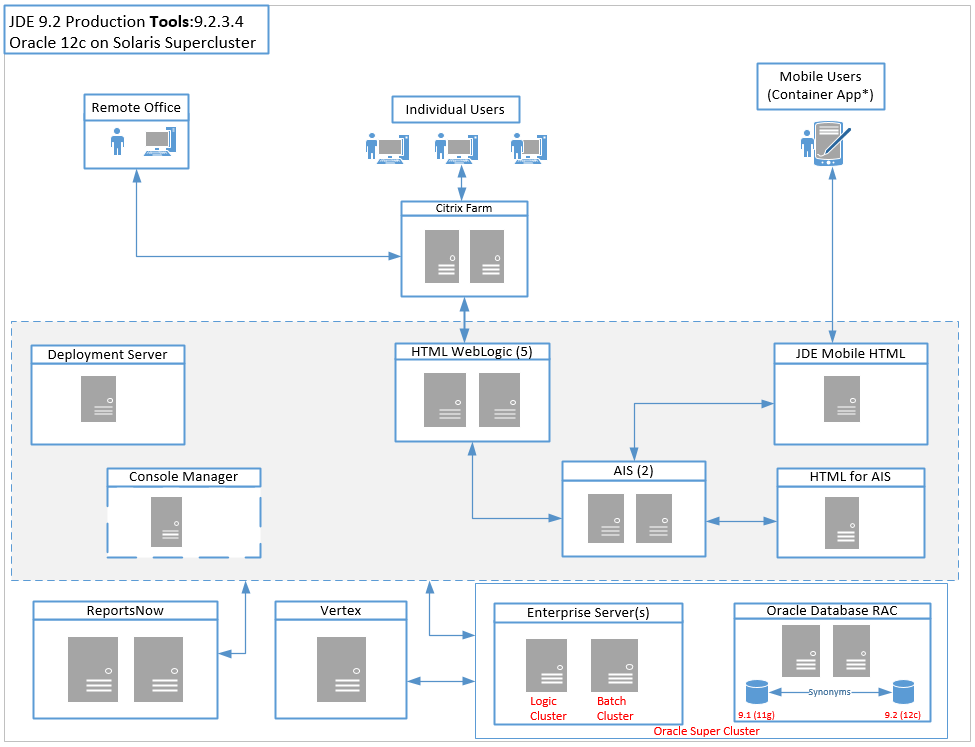 JDE 9.2 Production Tools:9.2.3.4
Oracle 12c on Solaris Supercluster
Remote Office
Individual Users
Mobile Users
(Container App*)
Citrix Farm
Deployment Server
HTML WebLogic (5)
JDE Mobile HTML
Console Manager
AIS (2)
HTML for AIS
ReportsNow
Vertex
Enterprise Server(s)
Logic
Cluster
Batch
Cluster
Oracle Database RAC
Synonyms
9.1 (11g)
9.2 (12c)
Oracle Super Cluster